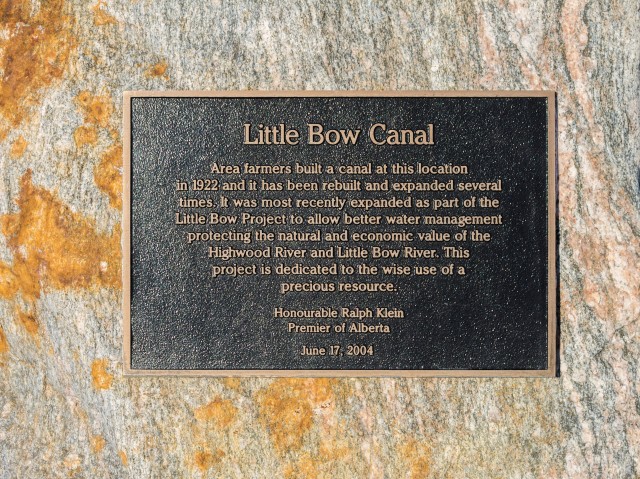 Little Bow Canal
Area farmers built a canal at this location
in 1922 and it has been rebuilt and expanded several
times. It was most recently expanded as part of the
Little Bow Project to allow better water management
protecting the natural and economic value of the
Highwood River and Little Bow River. This
project is dedicated to the wise use of a
precious resource.
Honourable Ralph Klein
Premier of Alberta
June 17, 2004